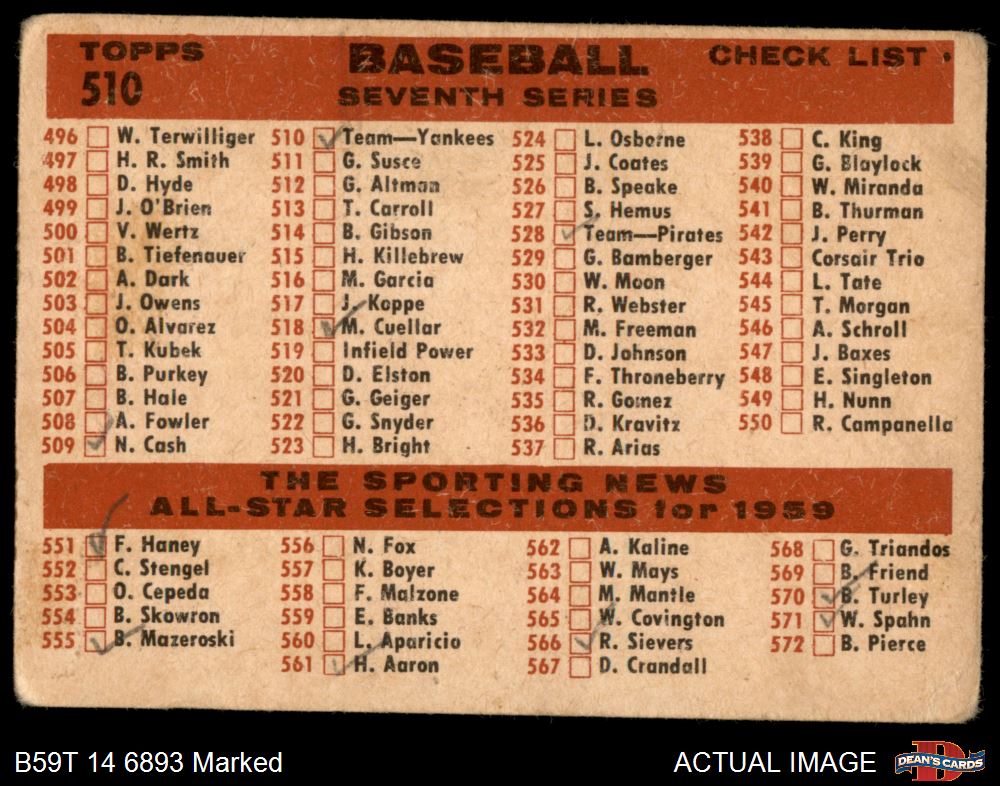 TOPPS
510
BASEBALL
SEVENTH SERIES
CHECK LIST •
496 W. Terwilliger
497 H. R. Smith
498 D. Hyde
499 J. O'Brien
500 V. Wertz
501 B. Tiefenauer
502 A. Dark
503 J. Owens
504 O. Alvarez
505 T. Kubek
506 B. Purkey
507 B. Hale
508 A. Fowler
509 N. Cash
510 Team—Yankees
511 G. Susce
512 G. Altman
513 T. Carroll
514 B. Gibson
515 H. Killebrew
516 M. Garcia
517 J. Koppe
518 M. Cuellar
519 Infield Power
520 D. Elston
521 G. Geiger
522 G. Snyder
523 H. Bright
524 L. Osborne
525 J. Coates
526 B. Speake
527 S. Hemus
528 Team—Pirates
529 G. Bamberger
530 W. Moon
531 R. Webster
532 M. Freeman
533 D. Johnson
534 F. Throneberry
535 R. Gomez
536 D. Kravitz
537 R. Arias
538 C. King
539 G. Blaylock
540 W. Miranda
541 B. Thurman
542 J. Perry
543 Corsair Trio
544 L. Tate
545 T. Morgan
546 A. Schroll
547 J. Baxes
548 E. Singleton
549 H. Nunn
550 R. Campanella
THE SPORTING NEWS
ALL-STAR SELECTIONS for 1959
551 F. Haney
552 C. Stengel
553 O. Cepeda
554 B. Skowron
555 B. Mazeroski
556 N. Fox
557 K. Boyer
558 F. Malzone
559 E. Banks
560 L. Aparicio
561 H. Aaron
562 A. Kaline
563 W. Mays
564 M. Mantle
565 W. Covington
566 R. Sievers
567 D. Crandall
568 G. Triandos
569 B. Friend
570 B. Turley
571 W. Spahn
572 B. Pierce
B59T 14 6893 Marked
ACTUAL IMAGE
D
DEAN'S CARDS